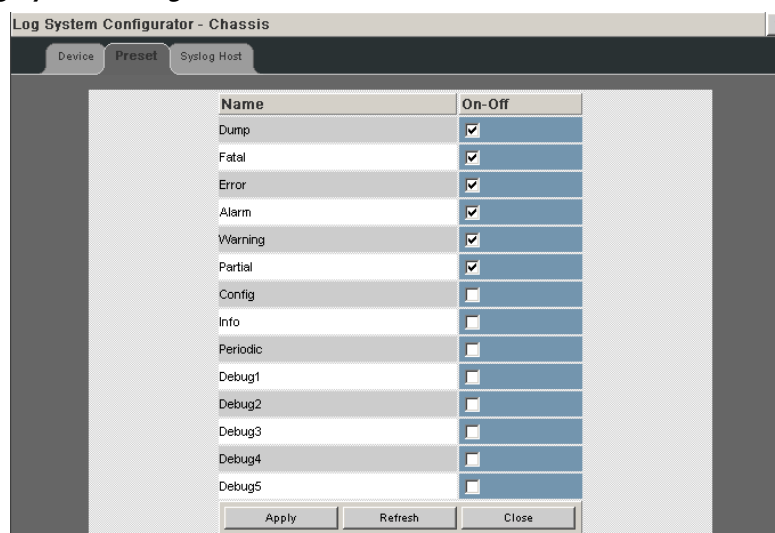 Log System Configurator - Chassis
Device Preset Syslog Host
Name On-Off
Dump
Fatal
Error
Alarm
Warning
Partial
Config
Info
Periodic
Debug1
Debug2
Debug3
Debug4
Debug5
Apply Refresh Close